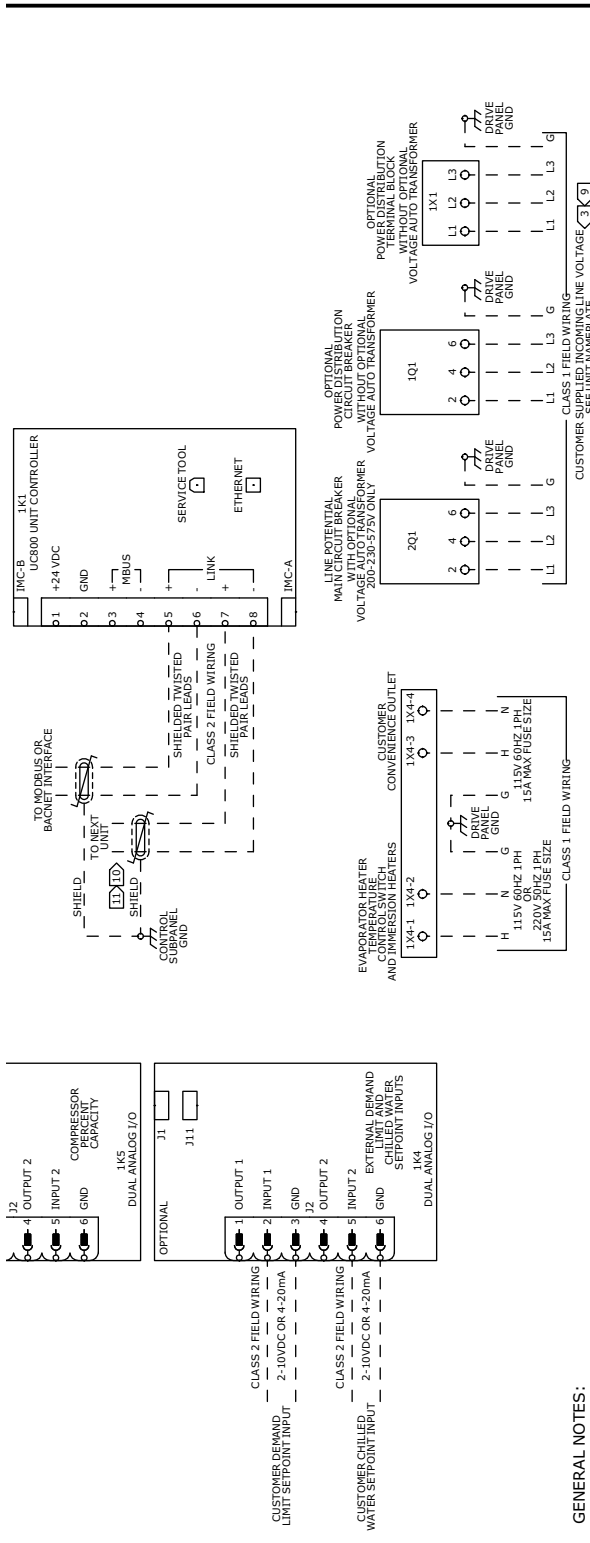 J2
4 OUTPUT 2
5 INPUT 2
6 GND
COMPRESSOR
PERCENT
CAPACITY
1K5
DUAL ANALOG I/O
OPTIONAL
J1
J11
1 OUTPUT 1
2 INPUT 1
3 GND
J2
4 OUTPUT 2
5 INPUT 2
6 GND
EXTERNAL DEMAND
LIMIT AND
CHILLED WATER
SETPOINT INPUTS
1K4
DUAL ANALOG I/O
CLASS 2 FIELD WIRING
2-10VDC OR 4-20mA
CUSTOMER DEMAND
LIMIT SETPOINT INPUT
CLASS 2 FIELD WIRING
2-10VDC OR 4-20mA
CUSTOMER CHILLED
WATER SETPOINT INPUT
GENERAL NOTES:
IMC-B
1K1
UC800 UNIT CONTROLLER
1 +24 VDC
2 GND
3 +
MBUS
4 -
5 +
6 -
LINK
7 +
8 -
IMC-A
SERVICE TOOL
ETHERNET
TO MODBUS OR
BACNET INTERFACE
SHIELD
TO NEXT
UNIT
11 10
SHIELD
CONTROL
SUBPANEL
GND
SHIELDED TWISTED
PAIR LEADS
CLASS 2 FIELD WIRING
SHIELDED TWISTED
PAIR LEADS
EVAPORATOR HEATER
TEMPERATURE
CONTROL SWITCH
AND IMMERSION HEATERS
CUSTOMER
CONVENIENCE OUTLET
1X4-1 1X4-2 1X4-3 1X4-4
DRIVE
PANEL
GND
H N G G H N
115V 60HZ 1PH
OR
220V 50HZ 1PH
15A MAX FUSE SIZE
115V 60HZ 1PH
15A MAX FUSE SIZE
CLASS 1 FIELD WIRING
LINE POTENTIAL
MAIN CIRCUIT BREAKER
WITH OPTIONAL
VOLTAGE AUTO TRANSFORMER
200-230-575V ONLY
2Q1
2 4 6
DRIVE
PANEL
GND
L1 L2 L3 G
OPTIONAL
POWER DISTRIBUTION
CIRCUIT BREAKER
WITHOUT OPTIONAL
VOLTAGE AUTO TRANSFORMER
1Q1
2 4 6
DRIVE
PANEL
GND
L1 L2 L3 G
OPTIONAL
POWER DISTRIBUTION
TERMINAL BLOCK
WITHOUT OPTIONAL
VOLTAGE AUTO TRANSFORMER
1X1
L1 L2 L3
DRIVE
PANEL
GND
L1 L2 L3 G
CLASS 1 FIELD WIRING
CUSTOMER SUPPLIED INCOMING LINE VOLTAGE 3 9
SEE UNIT NAMEPLATE